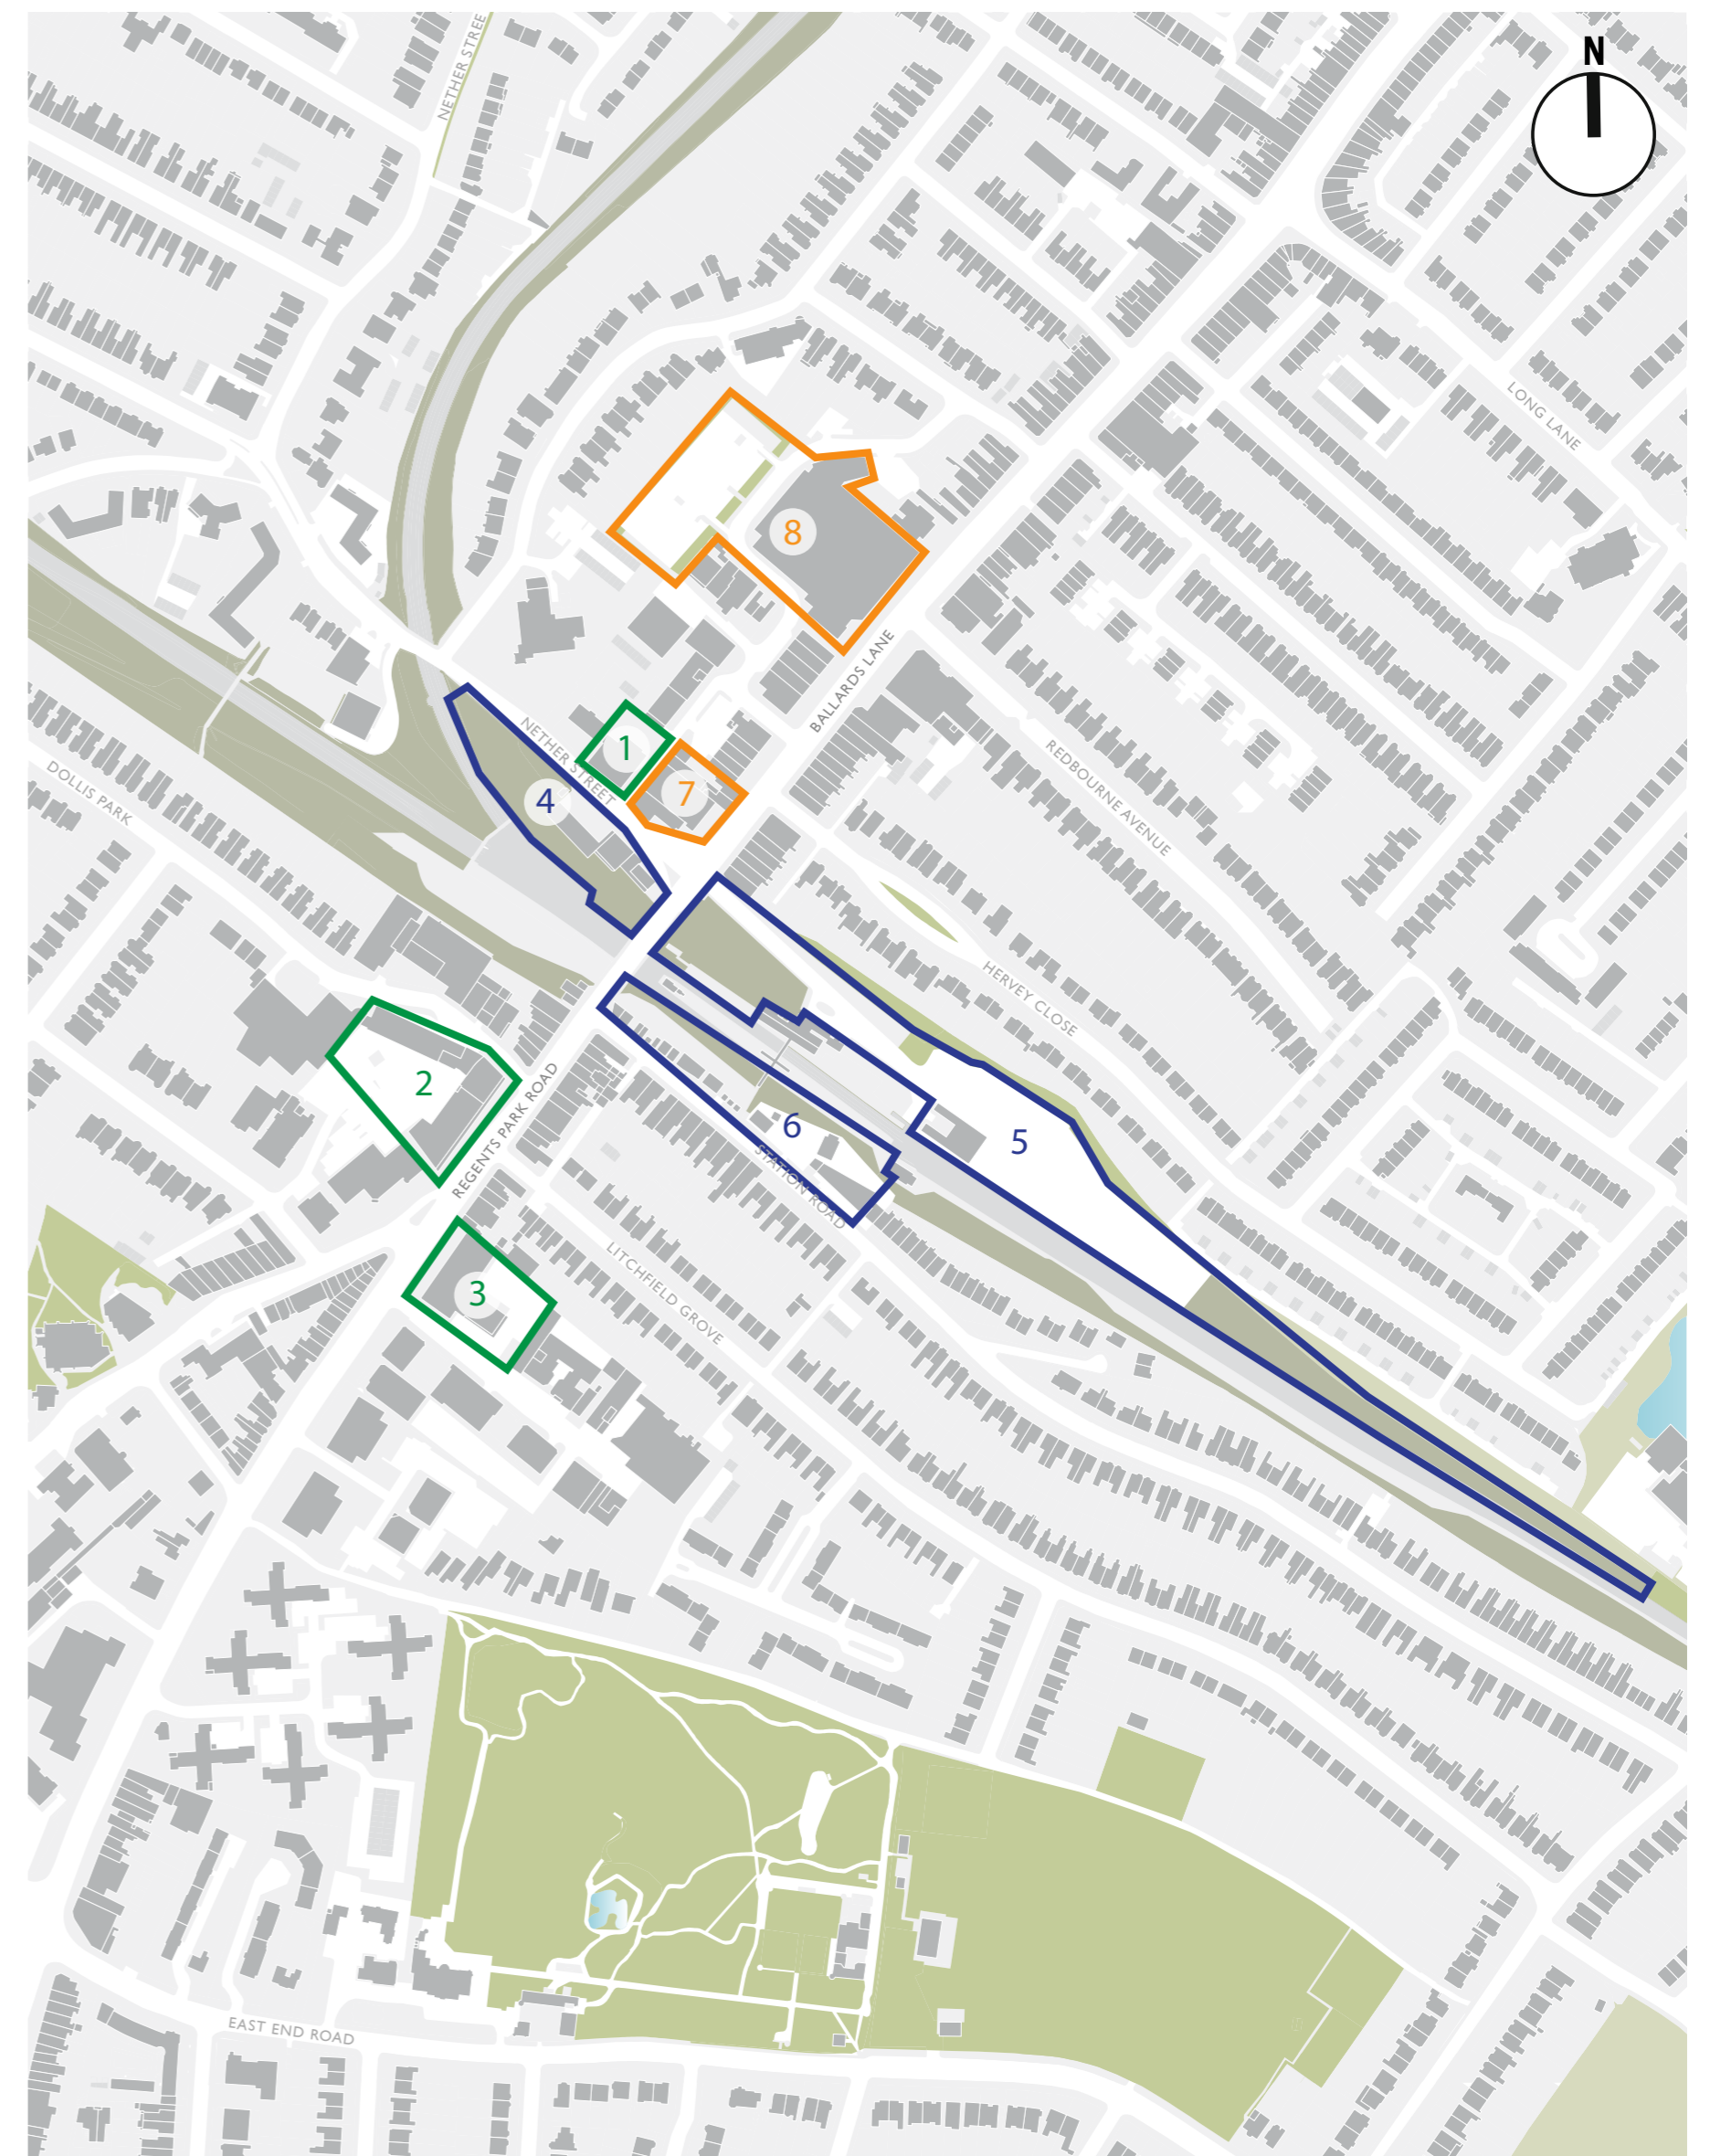 NETHER STREE
N
LONG LANE
8
BALLARDS LANE
NETHER STREET
1
REDBOURNE AVENUE
DOLLIS PARK
7
4
HERVEY CLOSE
2
REGENTS PARK ROAD
6
5
STATION ROAD
LITCHFIELD GROVE
3
EAST END ROAD